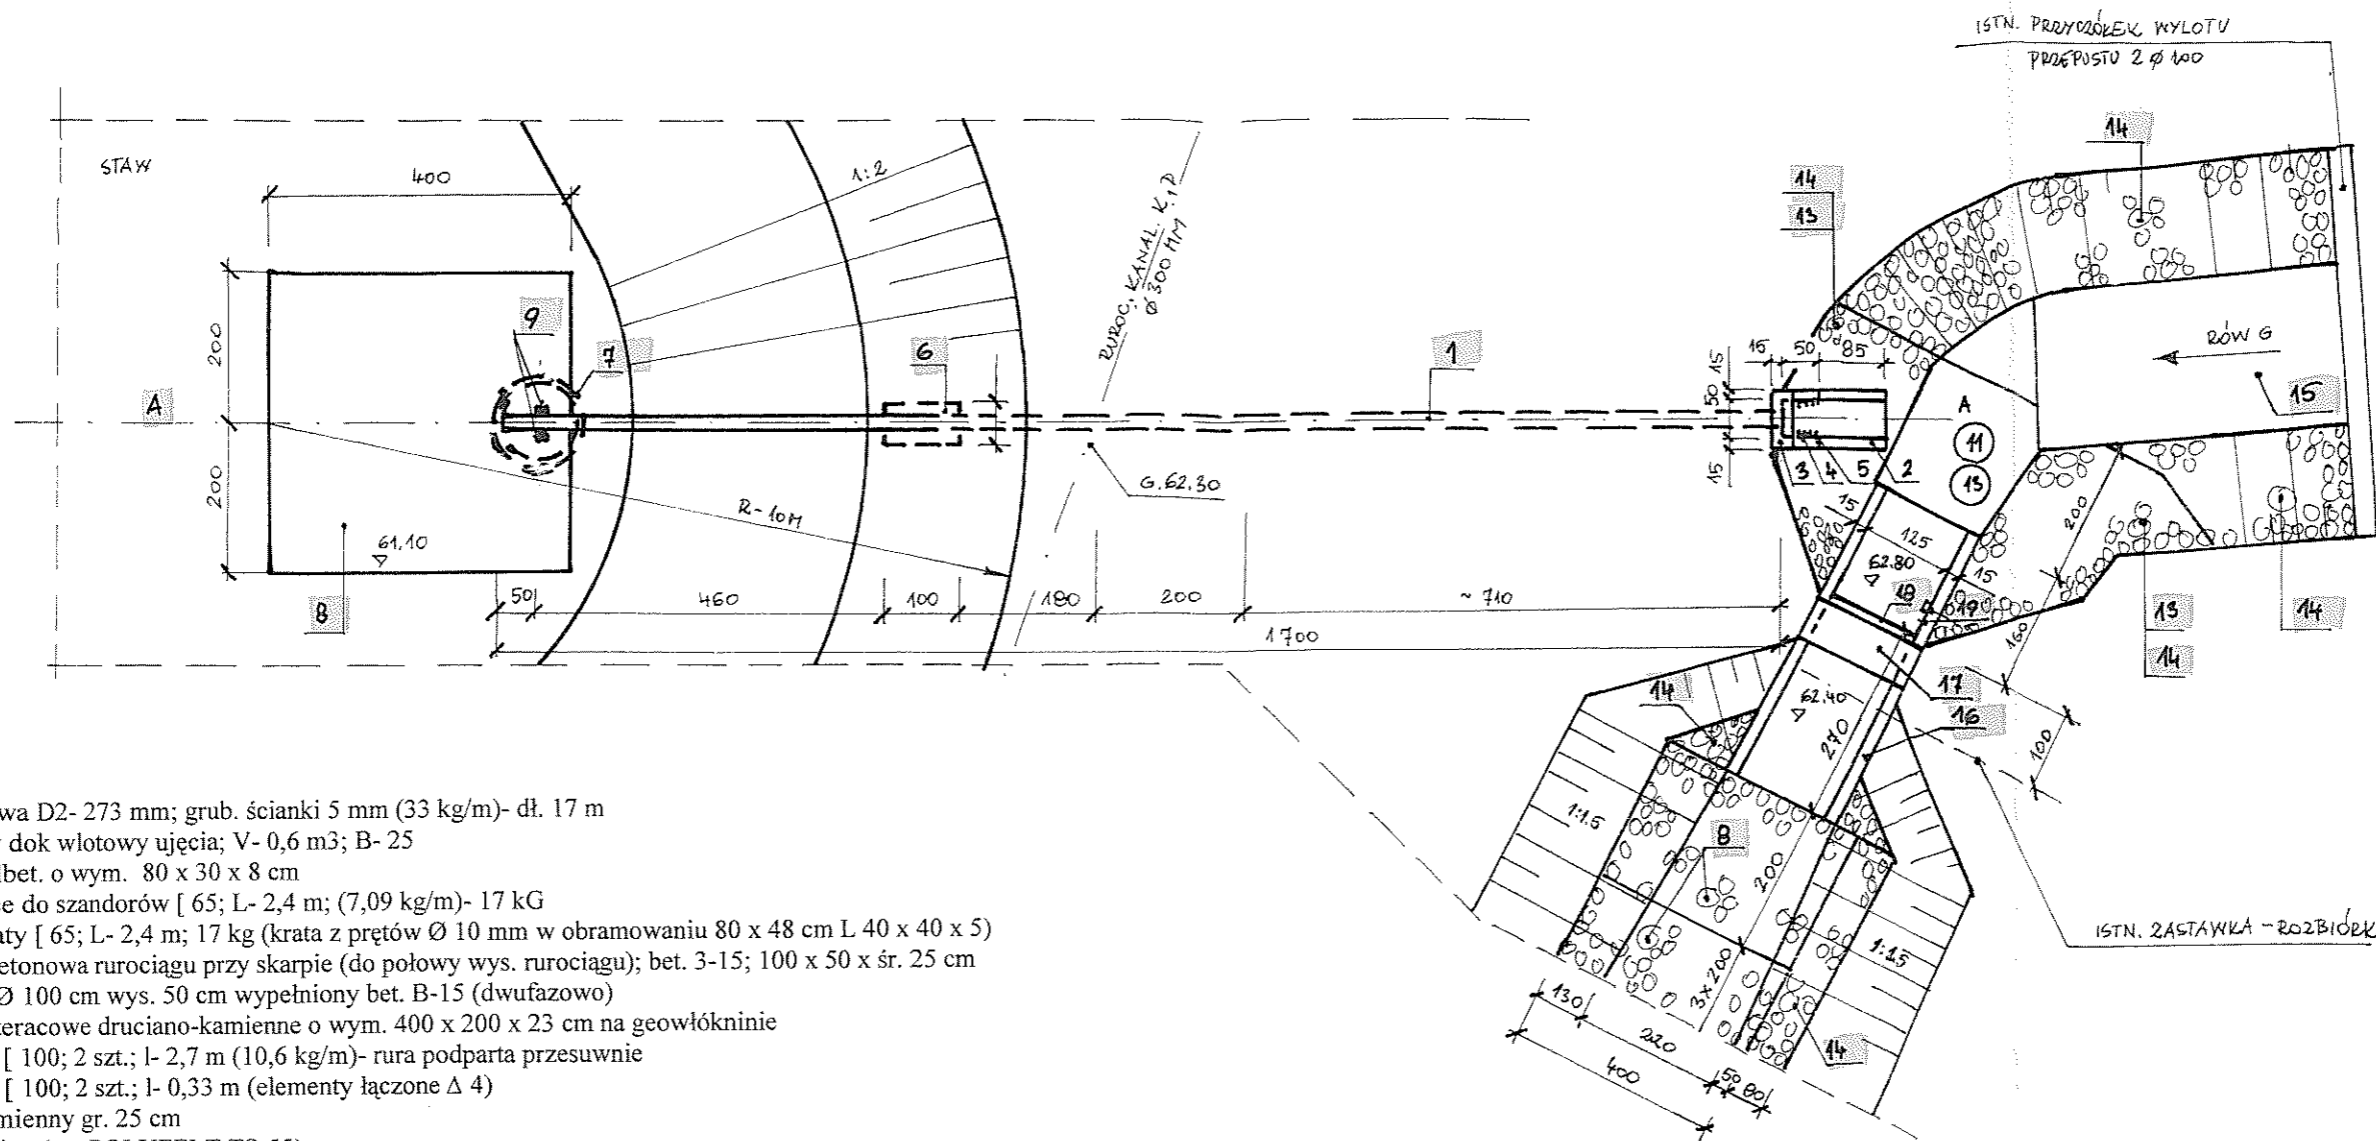 ISTN. PRZYCZÓŁEK WYLOTU
PRZEPUSTU 2 ø 100
STAW
400
1:2
RUROC. KANAL. K,1P
ø 300 MM
14
14
13
RÓW G
15
200
200
9
7
6
1
A
15 50 85
15
50
15
3 4 5 2
A
11
13
G.62.30
R-10M
61.10
8
50
460
100
180
200
~ 710
1700
15
125
62.80
15
18
19
200
160
13
14
14
17
16
62.40
270
100
14
1:1.5
8
200
3 x 200
1:1.5
14
130
220
50 80
400
ISTN. ZASTAWKA - ROZBIÓRK
wa D2- 273 mm; grub. ścianki 5 mm (33 kg/m)- dł. 17 m
dok wlotowy ujęcia; V- 0,6 m3; B- 25
lbet. o wym. 80 x 30 x 8 cm
e do szandorów [ 65; L- 2,4 m; (7,09 kg/m)- 17 kG
aty [ 65; L- 2,4 m; 17 kg (krata z prętów Ø 10 mm w obramowaniu 80 x 48 cm L 40 x 40 x 5)
etonowa rurociągu przy skarpie (do połowy wys. rurociągu); bet. 3-15; 100 x 50 x śr. 25 cm
Ø 100 cm wys. 50 cm wypełniony bet. B-15 (dwufazowo)
teracowe druciano-kamienne o wym. 400 x 200 x 23 cm na geowłókninie
[ 100; 2 szt.; l- 2,7 m (10,6 kg/m)- rura podparta przesuwnie
[ 100; 2 szt.; l- 0,33 m (elementy łączone Δ 4)
mienny gr. 25 cm